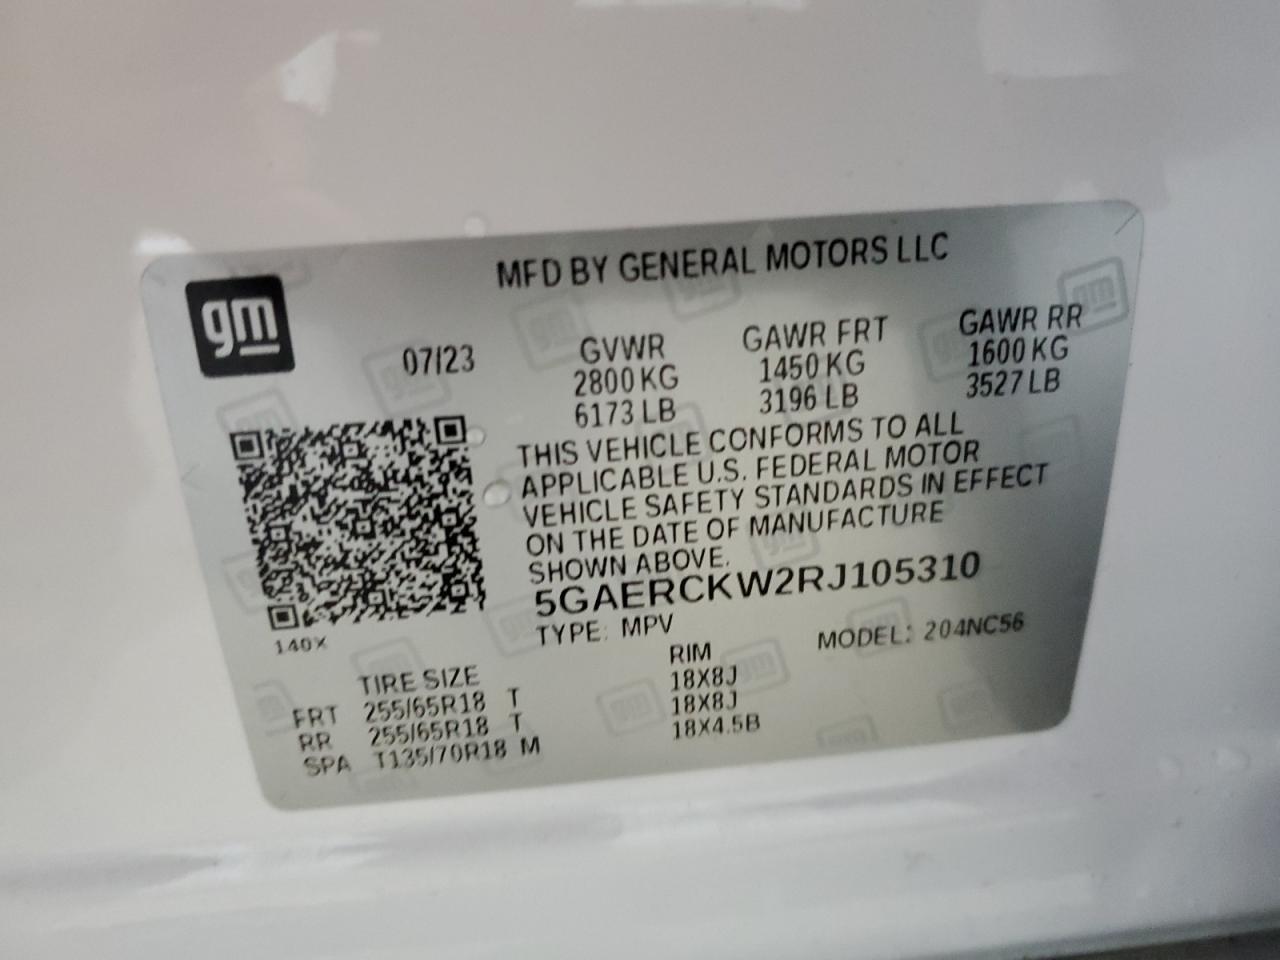 MFD BY GENERAL MOTORS LLC
gm
07/23
GVWR GAWR FRT GAWR RR
2800 KG 1450 KG 1600 KG
6173 LB 3196 LB 3527 LB
THIS VEHICLE CONFORMS TO ALL
APPLICABLE U.S. FEDERAL MOTOR
VEHICLE SAFETY STANDARDS IN EFFECT
ON THE DATE OF MANUFACTURE
SHOWN ABOVE.
5GAERCKW2RJ105310
140X
TYPE: MPV MODEL: 204NC56
TIRE SIZE RIM
FRT 255/65R18 T 18X8J
RR 255/65R18 T 18X8J
SPA T135/70R18 M 18X4.5B